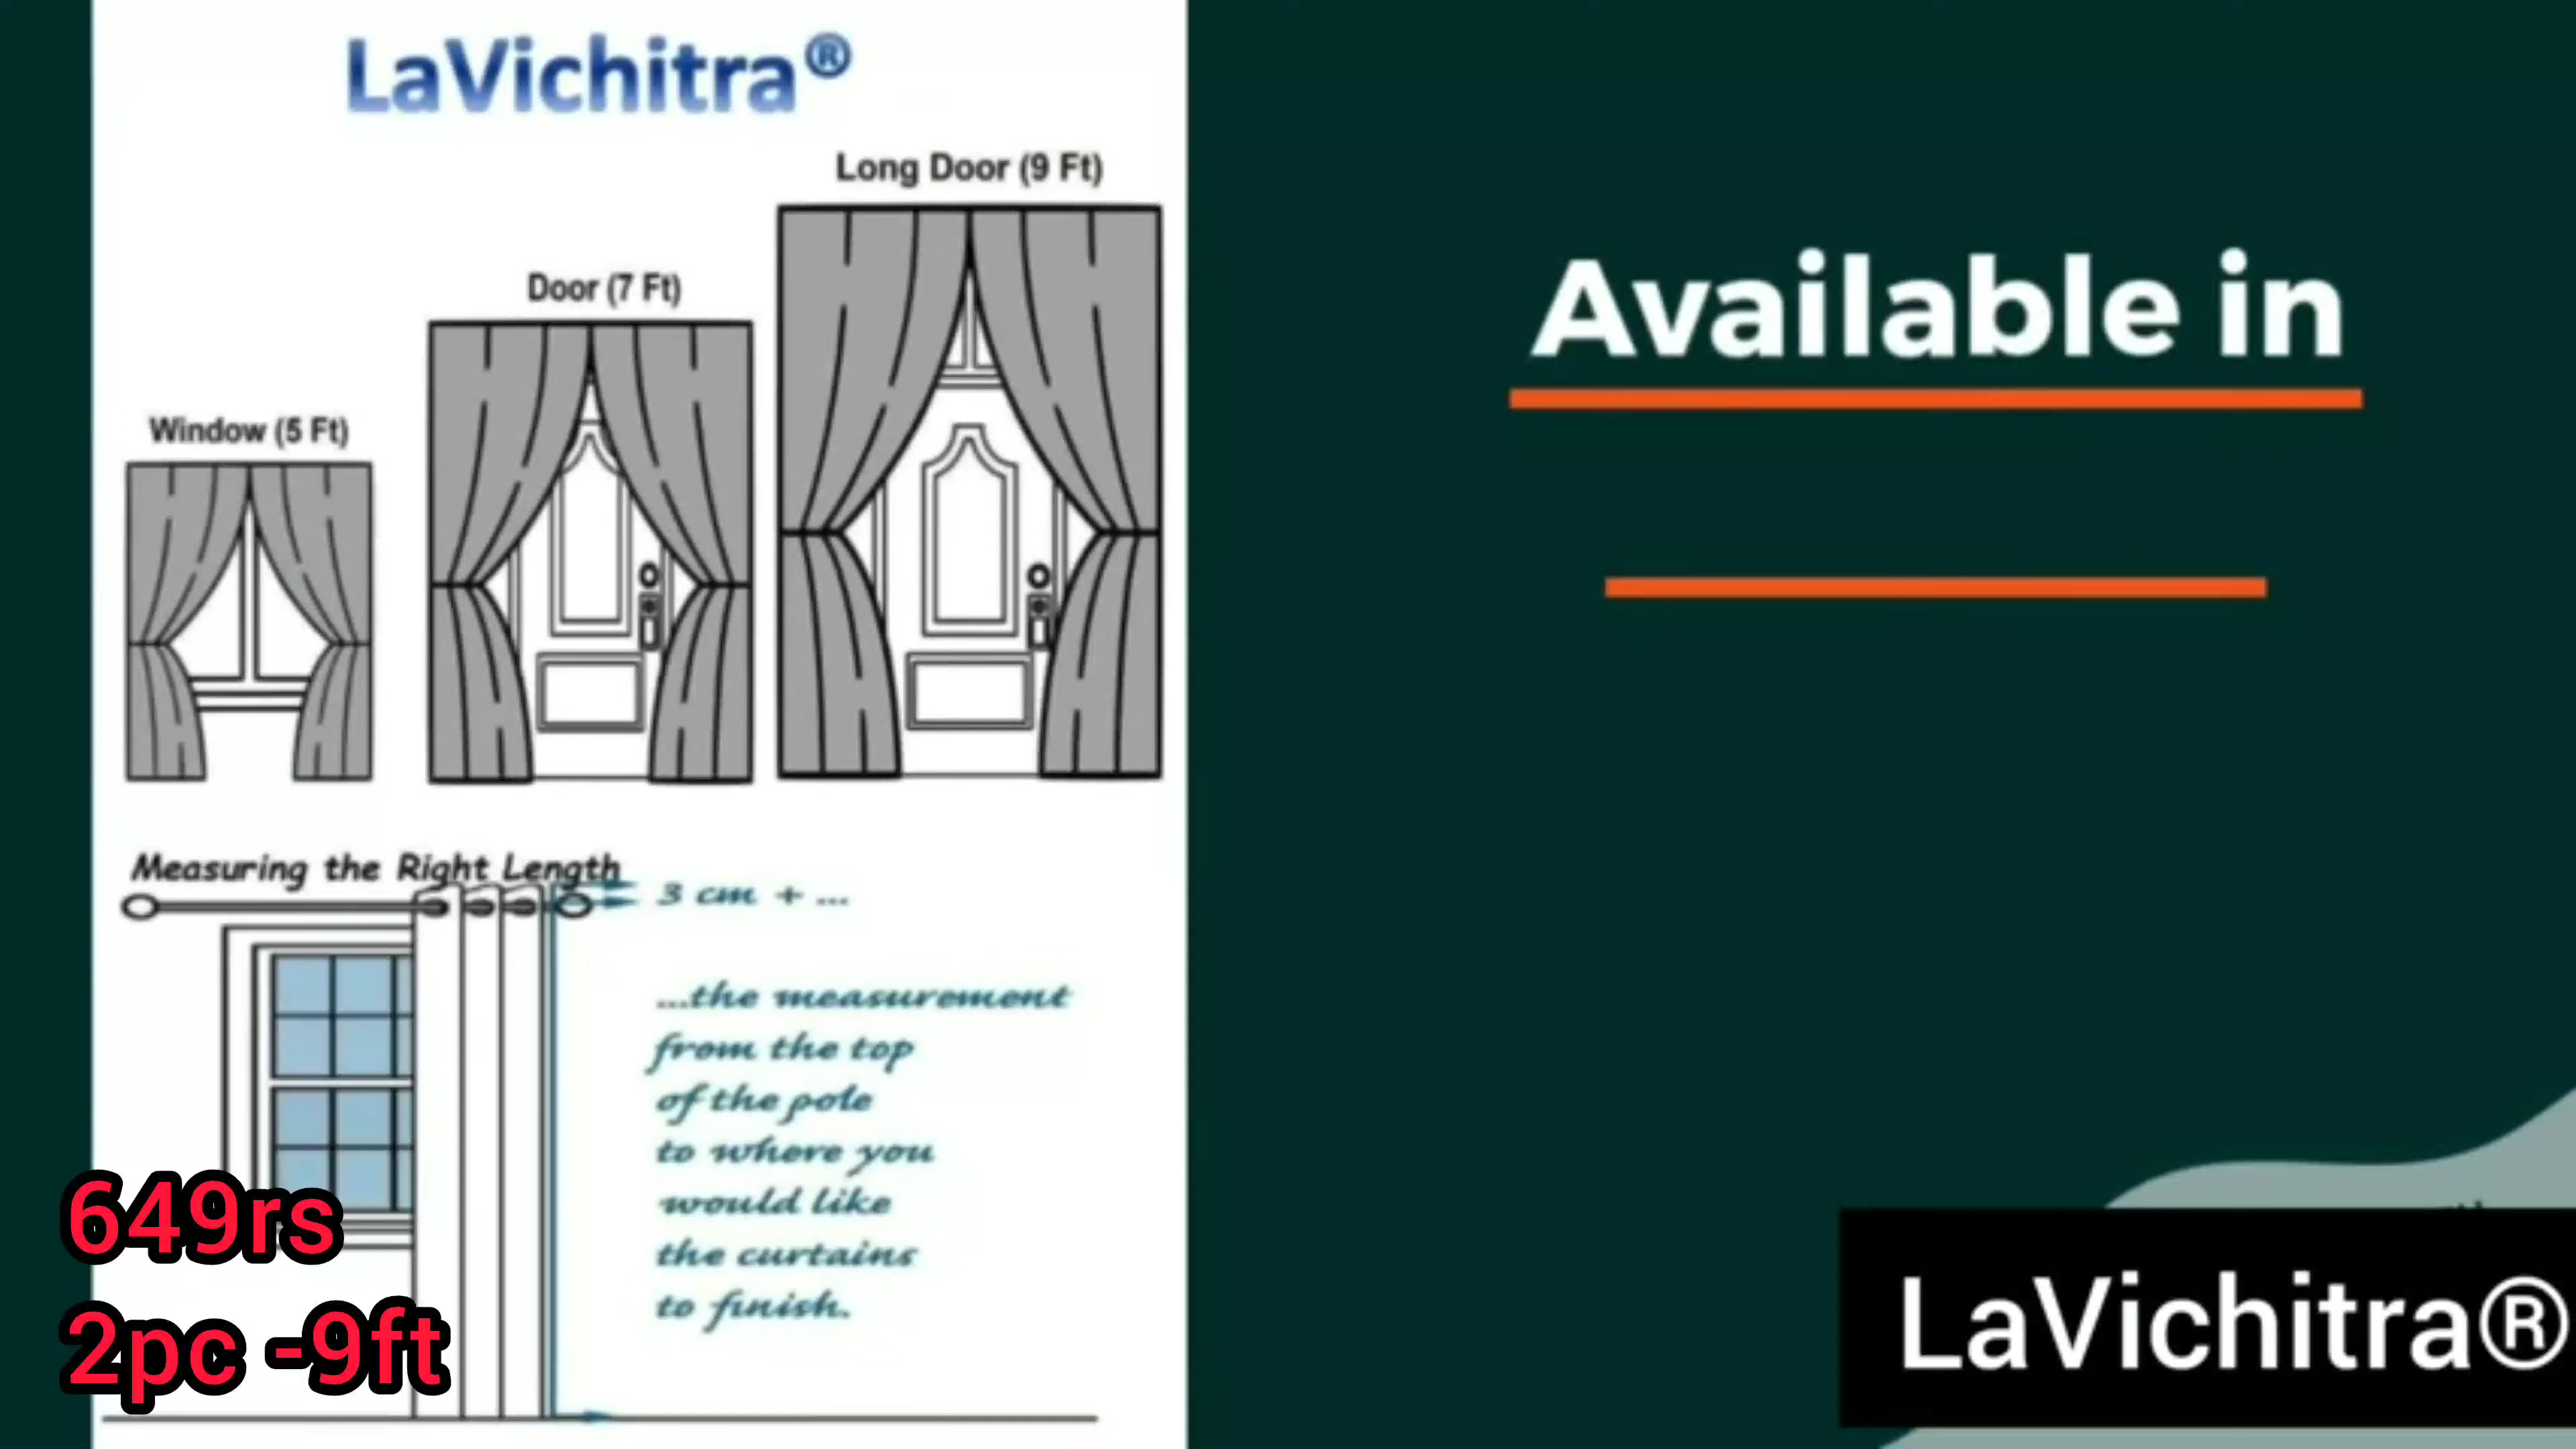 LaVichitra®
Long Door (9 Ft)
Door (7 Ft)
Window (5 Ft)
Measuring the Right Length
3 cm + ...
...the measurement
from the top
of the pole
to where you
would like
the curtains
to finish.
649rs
2pc -9ft
Available in
LaVichitra®